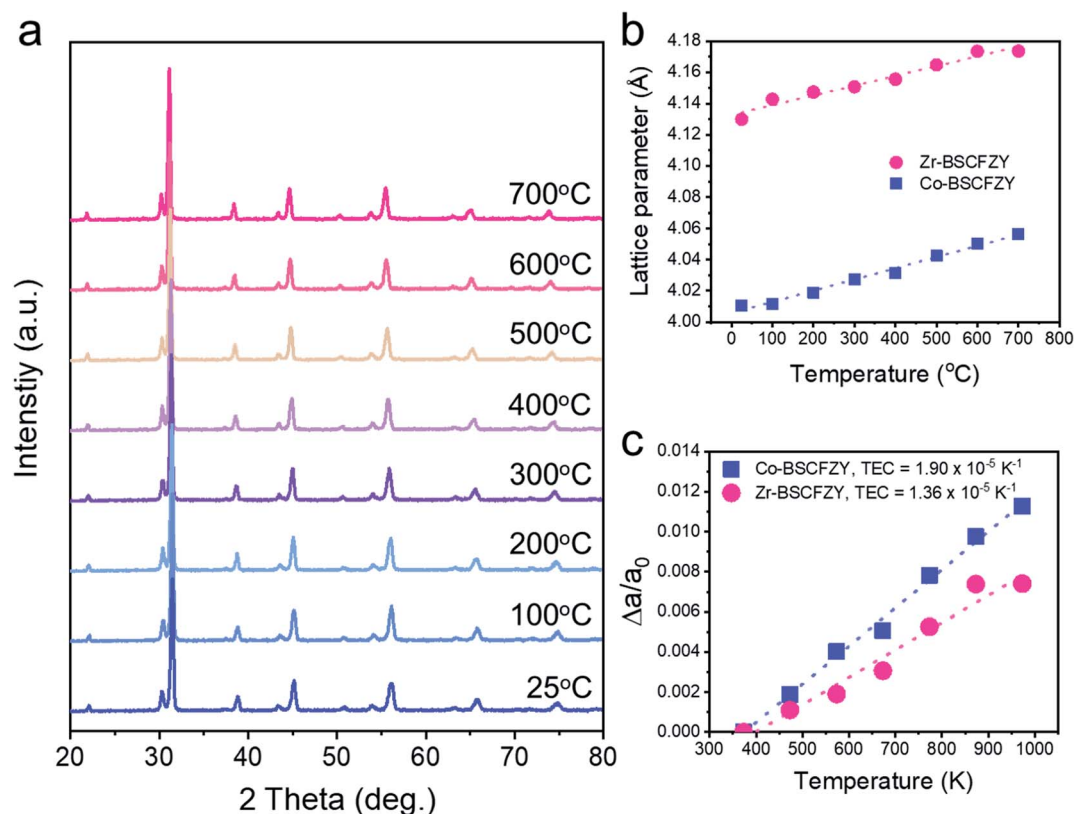 a
Intenstiy (a.u.)
700°C
600°C
500°C
400°C
300°C
200°C
100°C
25°C
20 30 40 50 60 70 80
2 Theta (deg.)
b
Lattice parameter (Å)
4.18
4.16
4.14
4.12
4.06
4.04
4.02
4.00
Zr-BSCFZY
Co-BSCFZY
0 100 200 300 400 500 600 700 800
Temperature (°C)
c
Δa/a₀
0.014
0.012
0.010
0.008
0.006
0.004
0.002
0.000
Co-BSCFZY, TEC = 1.90 x 10⁻⁵ K⁻¹
Zr-BSCFZY, TEC = 1.36 x 10⁻⁵ K⁻¹
300 400 500 600 700 800 900 1000
Temperature (K)